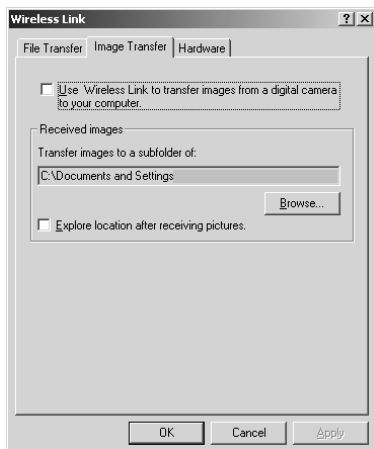 Wireless Link
File Transfer Image Transfer Hardware
Use Wireless Link to transfer images from a digital camera
to your computer.
Received images
Transfer images to a subfolder of:
C:\Documents and Settings
Browse...
Explore location after receiving pictures.
OK Cancel Apply